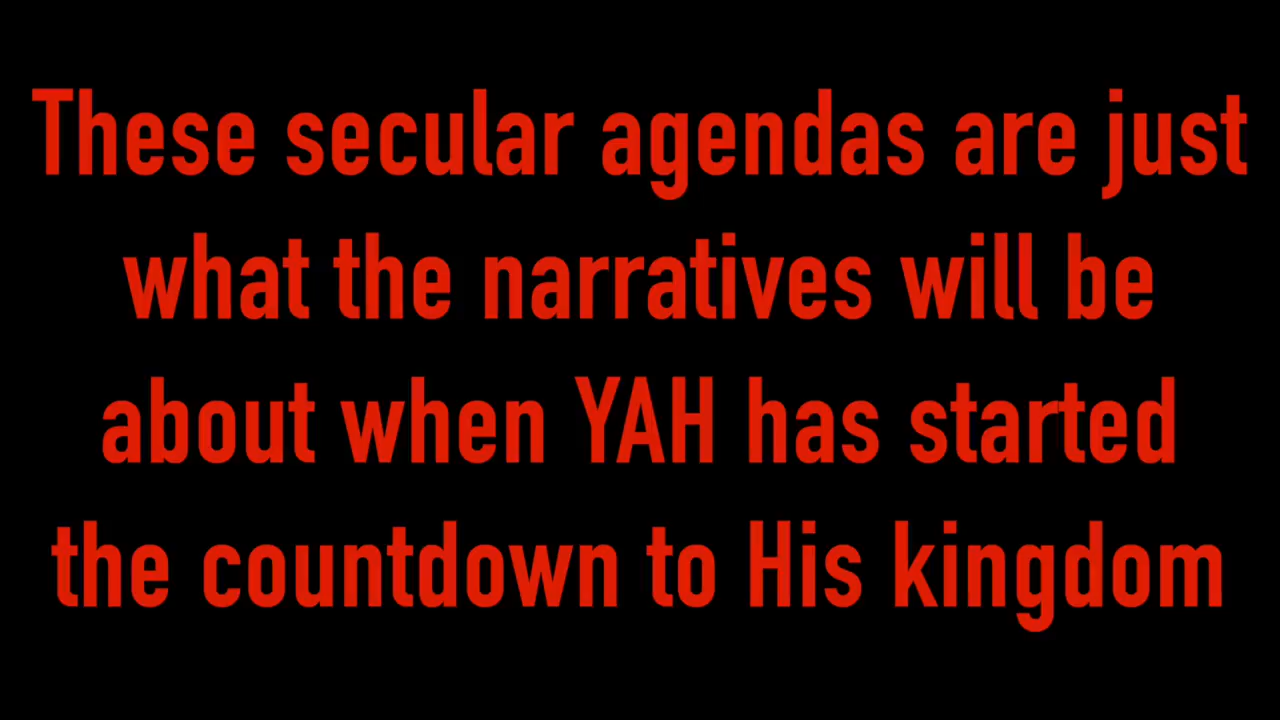 These secular agendas are just
what the narratives will be
about when YAH has started
the countdown to His kingdom